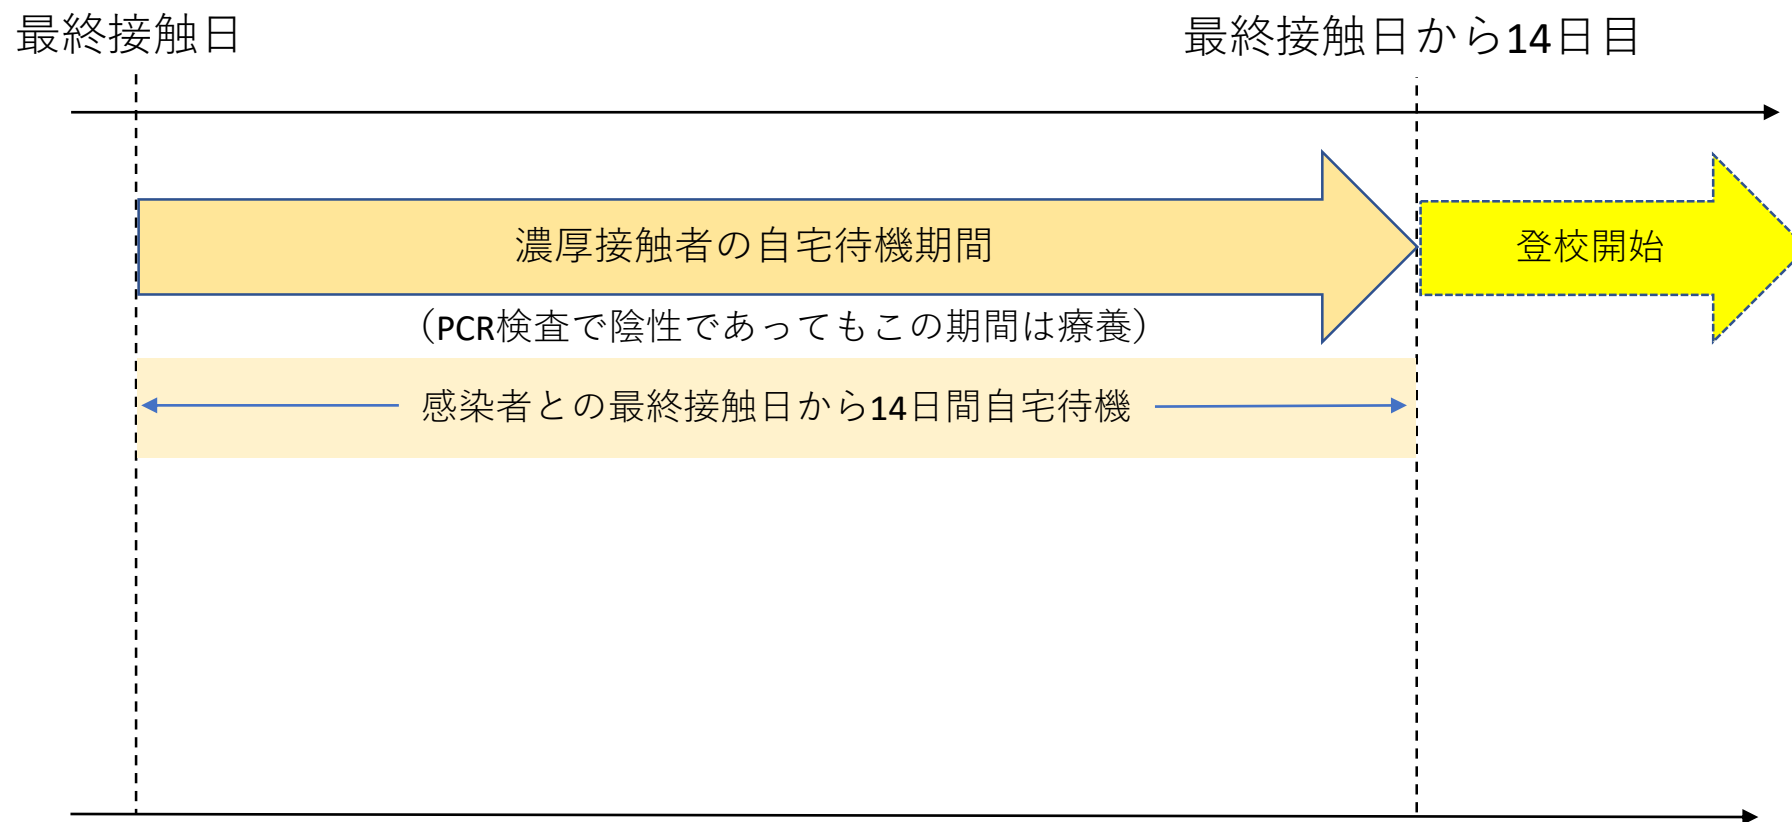 最終接触日
最終接触日から14日目
濃厚接触者の自宅待機期間
登校開始
（PCR検査で陰性であってもこの期間は療養）
感染者との最終接触日から14日間自宅待機